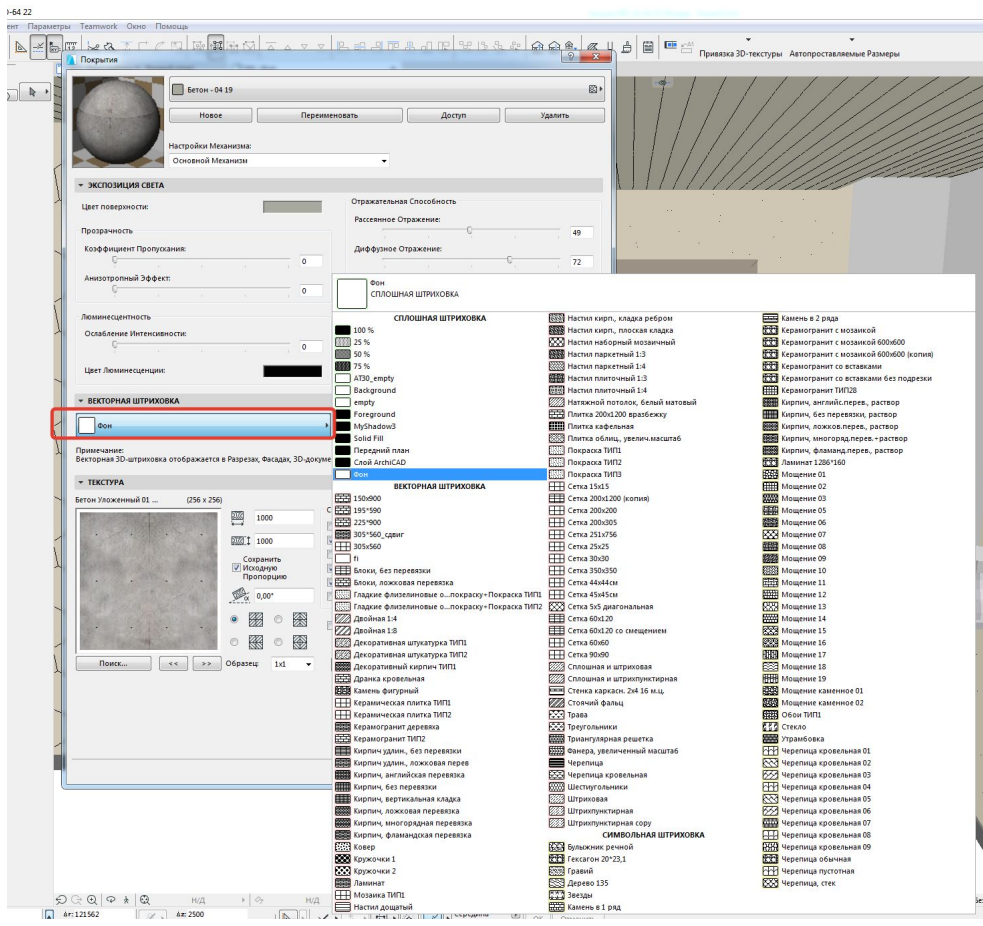 0-64 22
ент Параметры Teamwork Окно Помощь
Привязка 3D-текстуры Автопроставляемые Размеры
Покрытия
Бетон - 04 19
Новое Переименовать Доступ Удалить
Настройки Механизма:
Основной Механизм
ЭКСПОЗИЦИЯ СВЕТА
Цвет поверхности:
Отражательная Способность
Рассеянное Отражение:
49
Прозрачность
Коэффициент Пропускания:
0
Диффузное Отражение:
72
Анизотропный Эффект:
0
Люминесцентность
Ослабление Интенсивности:
0
Цвет Люминесценции:
ВЕКТОРНАЯ ШТРИХОВКА
Фон
Примечание:
Векторная 3D-штриховка отображается в Разрезах, Фасадах, 3D-докуме
ТЕКСТУРА
Бетон Уложенный 01 ... (256 x 256)
1000
1000
Сохранить
Исходную
Пропорцию
0,00°
Поиск... << >> Образец: 1x1
Фон
СПЛОШНАЯ ШТРИХОВКА
СПЛОШНАЯ ШТРИХОВКА
100 %
25 %
50 %
75 %
AT30_empty
Background
empty
Foreground
MyShadow3
Solid Fill
Передний план
Слой ArchiCAD
Фон
ВЕКТОРНАЯ ШТРИХОВКА
150x900
195*590
225*900
305*560_сдвиг
305x560
fi
Блоки, без перевязки
Блоки, ложковая перевязка
Гладкие флизелиновые о...покраску+Покраска ТИП1
Гладкие флизелиновые о...покраску+Покраска ТИП2
Двойная 1:4
Двойная 1:8
Декоративная штукатурка ТИП1
Декоративная штукатурка ТИП2
Декоративный кирпич ТИП1
Дранка кровельная
Камень фигурный
Керамическая плитка ТИП1
Керамическая плитка ТИП2
Керамогранит деревяха
Керамогранит ТИП2
Кирпич удлин., без перевязки
Кирпич удлин., ложковая перев
Кирпич, английская перевязка
Кирпич, без перевязки
Кирпич, вертикальная кладка
Кирпич, ложковая перевязка
Кирпич, многорядная перевязка
Кирпич, фламандская перевязка
Ковер
Кружочки 1
Кружочки 2
Ламинат
Мозаика ТИП1
Настил дощатый
Настил кирп., кладка ребром
Настил кирп., плоская кладка
Настил наборный мозаичный
Настил паркетный 1:3
Настил паркетный 1:4
Настил плиточный 1:3
Настил плиточный 1:4
Натяжной потолок, белый матовый
Плитка 200x1200 вразбежку
Плитка кафельная
Плитка облиц., увелич.масштаб
Покраска ТИП1
Покраска ТИП2
Покраска ТИП3
Сетка 15x15
Сетка 200x1200 (копия)
Сетка 200x200
Сетка 200x305
Сетка 251x756
Сетка 25x25
Сетка 30x30
Сетка 350x350
Сетка 44x44см
Сетка 45x45см
Сетка 5x5 диагональная
Сетка 60x120
Сетка 60x120 со смещением
Сетка 60x60
Сетка 90x90
Сплошная и штриховая
Сплошная и штрихпунктирная
Стенка каркасн. 2x4 16 м.ц.
Стоячий фальц
Трава
Треугольники
Триангулярная решетка
Фанера, увеличенный масштаб
Черепица
Черепица кровельная
Шестиугольники
Штриховая
Штрихпунктирная
Штрихпунктирная сору
СИМВОЛЬНАЯ ШТРИХОВКА
Булыжник речной
Гексагон 20*23,1
Гравий
Дерево 135
Звезды
Камень в 1 ряд
Камень в 2 ряда
Керамогранит с мозаикой
Керамогранит с мозаикой 600x600
Керамогранит с мозаикой 600x600 (копия)
Керамогранит со вставками
Керамогранит со вставками без подрезки
Керамогранит ТИП28
Кирпич, английс.перев., раствор
Кирпич, без перевязки, раствор
Кирпич, ложков.перев., раствор
Кирпич, многоряд.перев.+раствор
Кирпич, фламанд.перев., раствор
Ламинат 1286*160
Мощение 01
Мощение 02
Мощение 03
Мощение 05
Мощение 06
Мощение 07
Мощение 08
Мощение 09
Мощение 10
Мощение 11
Мощение 12
Мощение 13
Мощение 14
Мощение 15
Мощение 16
Мощение 17
Мощение 18
Мощение 19
Мощение каменное 01
Мощение каменное 02
Обои ТИП1
Стекло
Утрамбовка
Черепица кровельная 01
Черепица кровельная 02
Черепица кровельная 03
Черепица кровельная 04
Черепица кровельная 05
Черепица кровельная 06
Черепица кровельная 07
Черепица кровельная 08
Черепица кровельная 09
Черепица обычная
Черепица пустотная
Черепица, стек
Н/Д Н/Д
Δr: 121562 Δz: 2500